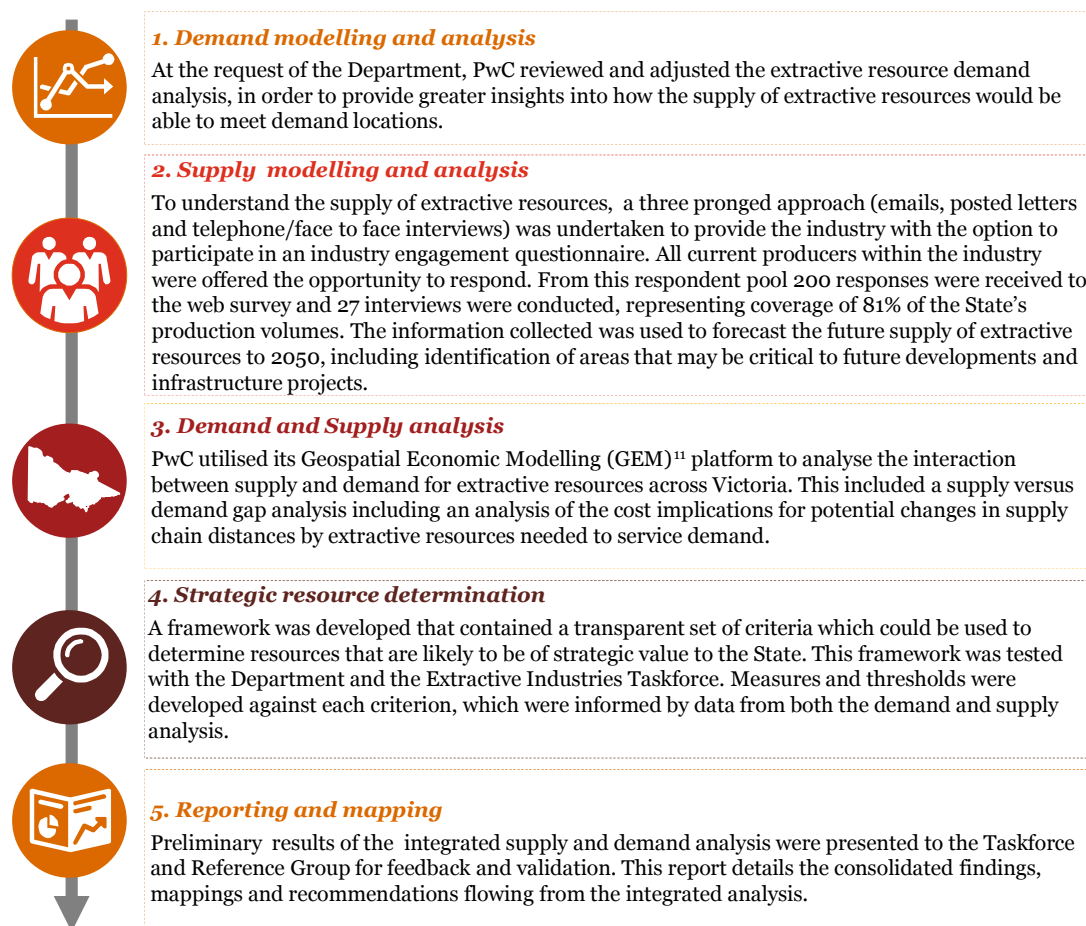 1. Demand modelling and analysis
At the request of the Department, PwC reviewed and adjusted the extractive resource demand
analysis, in order to provide greater insights into how the supply of extractive resources would be
able to meet demand locations.
2. Supply modelling and analysis
To understand the supply of extractive resources, a three pronged approach (emails, posted letters
and telephone/face to face interviews) was undertaken to provide the industry with the option to
participate in an industry engagement questionnaire. All current producers within the industry
were offered the opportunity to respond. From this respondent pool 200 responses were received to
the web survey and 27 interviews were conducted, representing coverage of 81% of the State's
production volumes. The information collected was used to forecast the future supply of extractive
resources to 2050, including identification of areas that may be critical to future developments and
infrastructure projects.
3. Demand and Supply analysis
PwC utilised its Geospatial Economic Modelling (GEM)¹¹ platform to analyse the interaction
between supply and demand for extractive resources across Victoria. This included a supply versus
demand gap analysis including an analysis of the cost implications for potential changes in supply
chain distances by extractive resources needed to service demand.
4. Strategic resource determination
A framework was developed that contained a transparent set of criteria which could be used to
determine resources that are likely to be of strategic value to the State. This framework was tested
with the Department and the Extractive Industries Taskforce. Measures and thresholds were
developed against each criterion, which were informed by data from both the demand and supply
analysis.
5. Reporting and mapping
Preliminary results of the integrated supply and demand analysis were presented to the Taskforce
and Reference Group for feedback and validation. This report details the consolidated findings,
mappings and recommendations flowing from the integrated analysis.